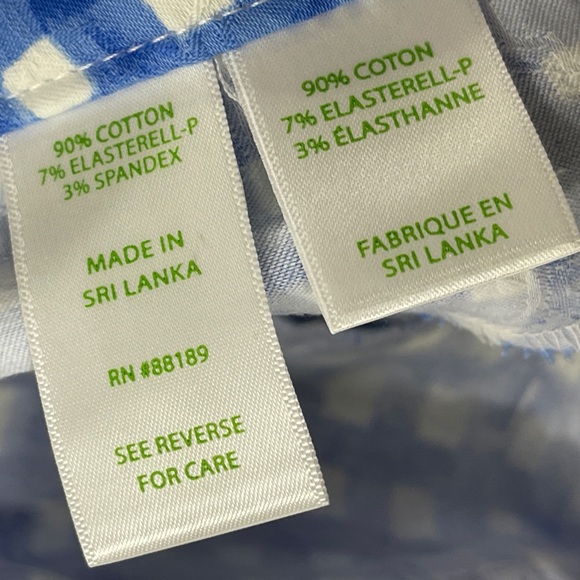 90% COTTON
7% ELASTERELL-P
3% SPANDEX
MADE IN
SRI LANKA
RN #88189
SEE REVERSE
FOR CARE
90% COTON
7% ELASTERELL-P
3% ÉLASTHANNE
FABRIQUE EN
SRI LANKA